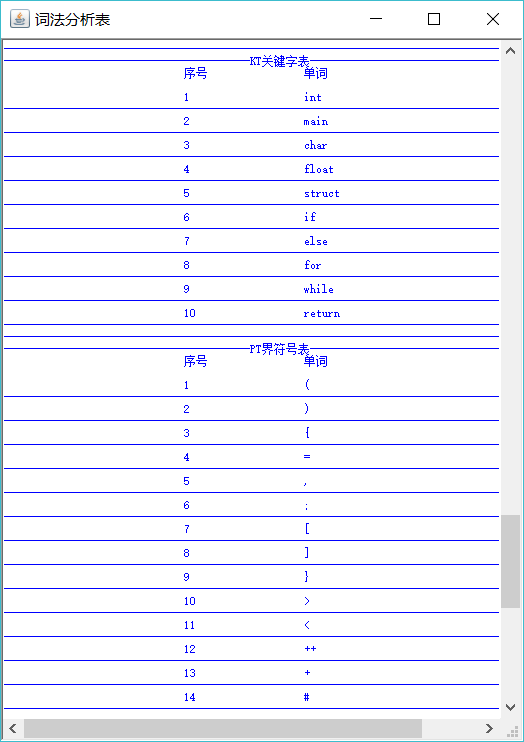 词法分析表
KT关键字表
序号 单词
1 int
2 main
3 char
4 float
5 struct
6 if
7 else
8 for
9 while
10 return
PT界符号表
序号 单词
1 (
2 )
3 {
4 =
5 ,
6 ;
7 [
8 ]
9 }
10 >
11 <
12 ++
13 +
14 #